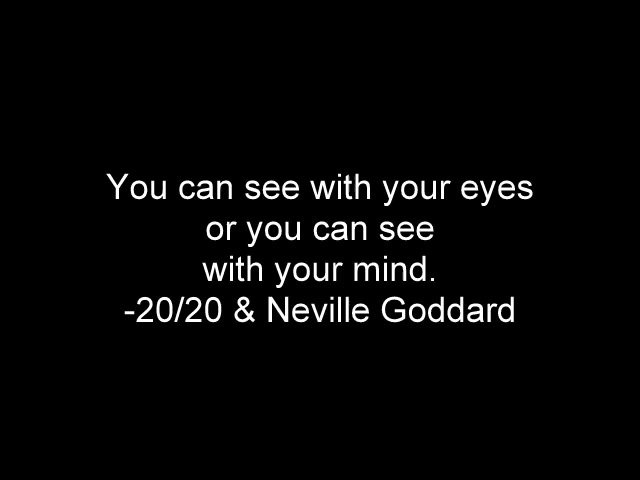 You can see with your eyes
or you can see
with your mind.
-20/20 & Neville Goddard